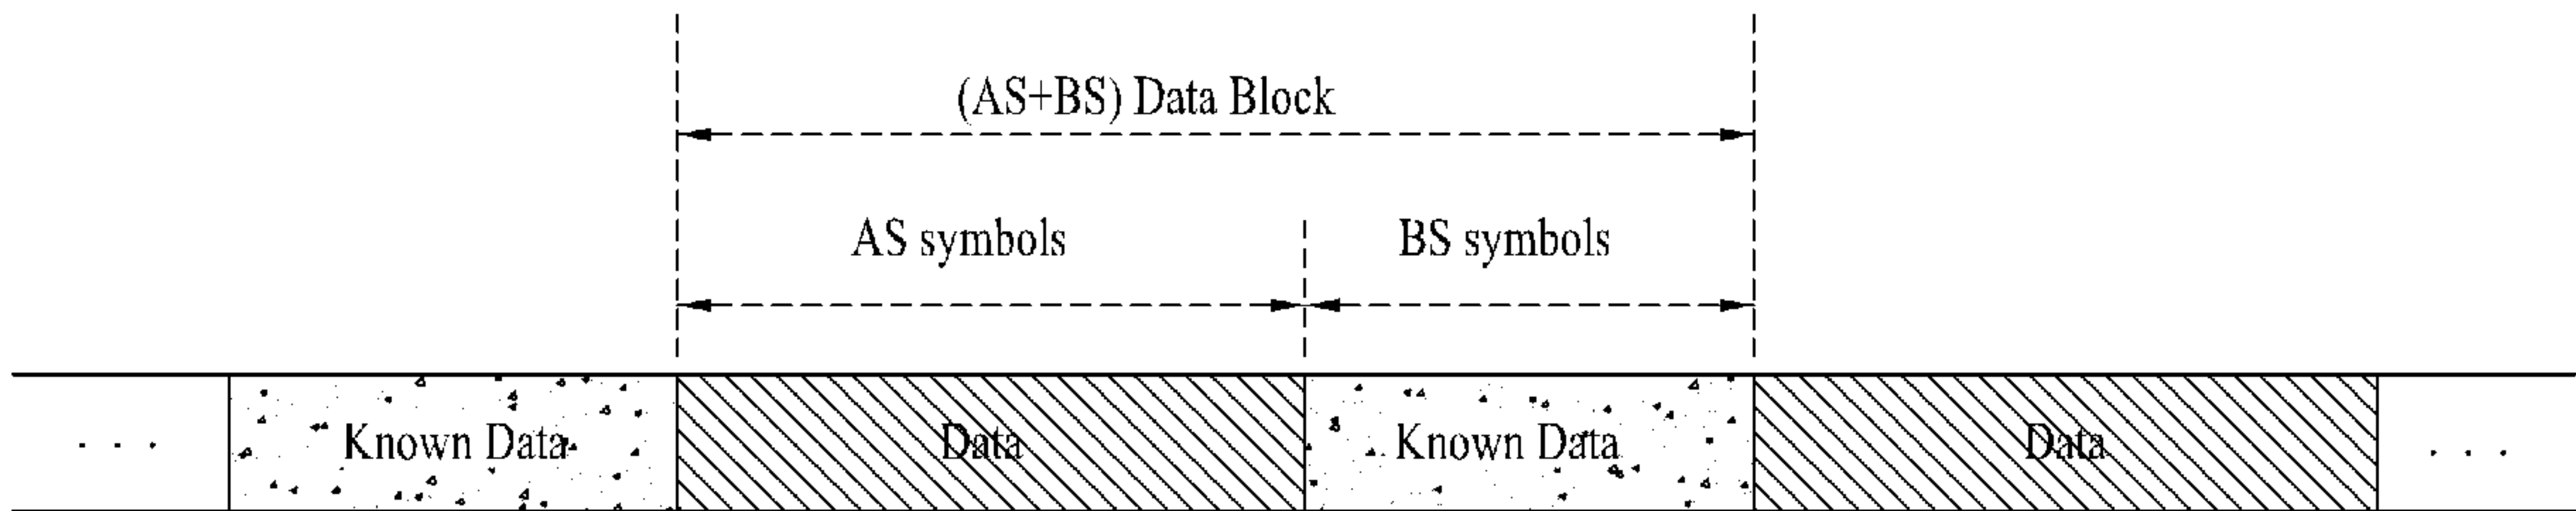 (AS+BS) Data Block
AS symbols BS symbols
. . . Known Data Data Known Data Data . . .